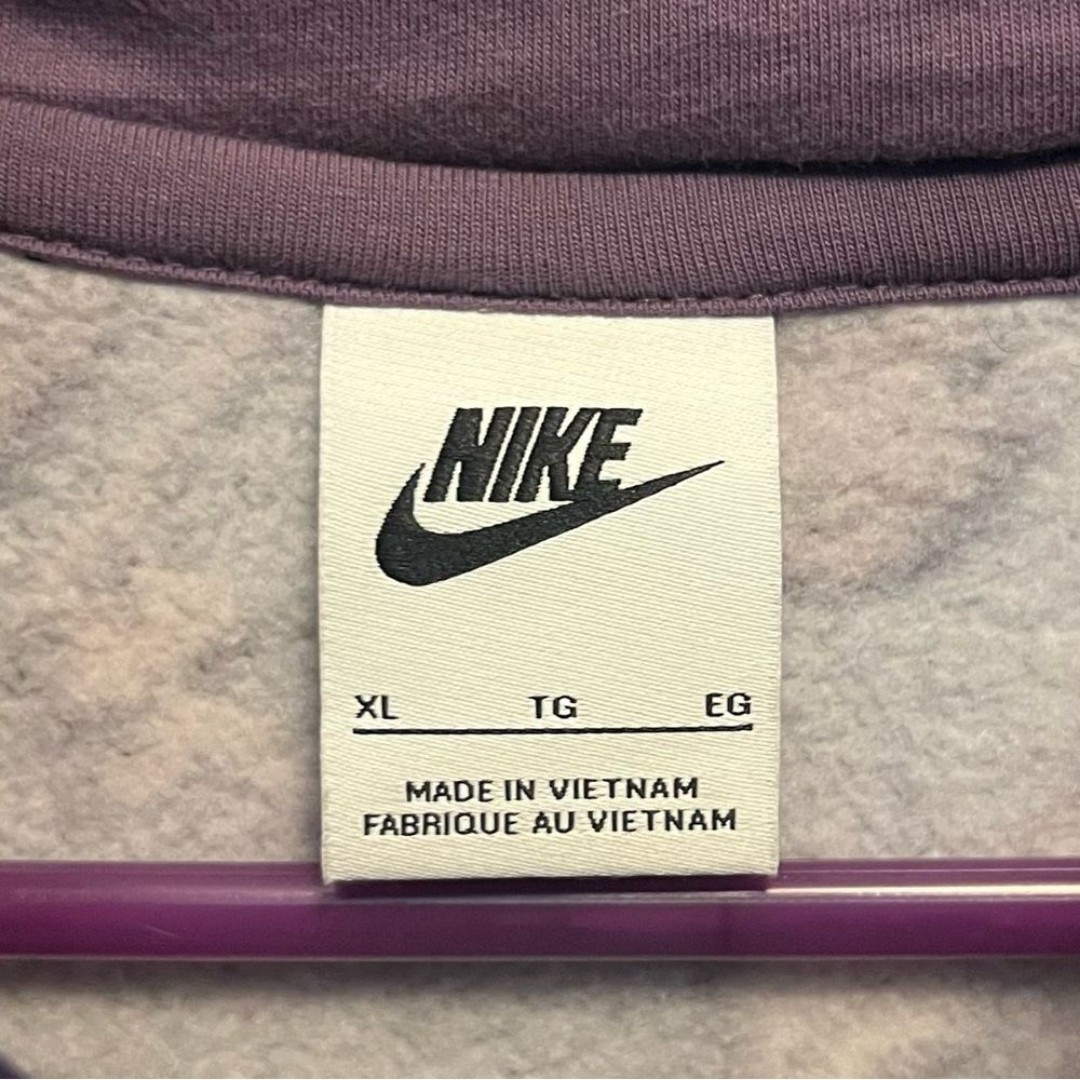 NIKE
XL TG EG
MADE IN VIETNAM
FABRIQUE AU VIETNAM